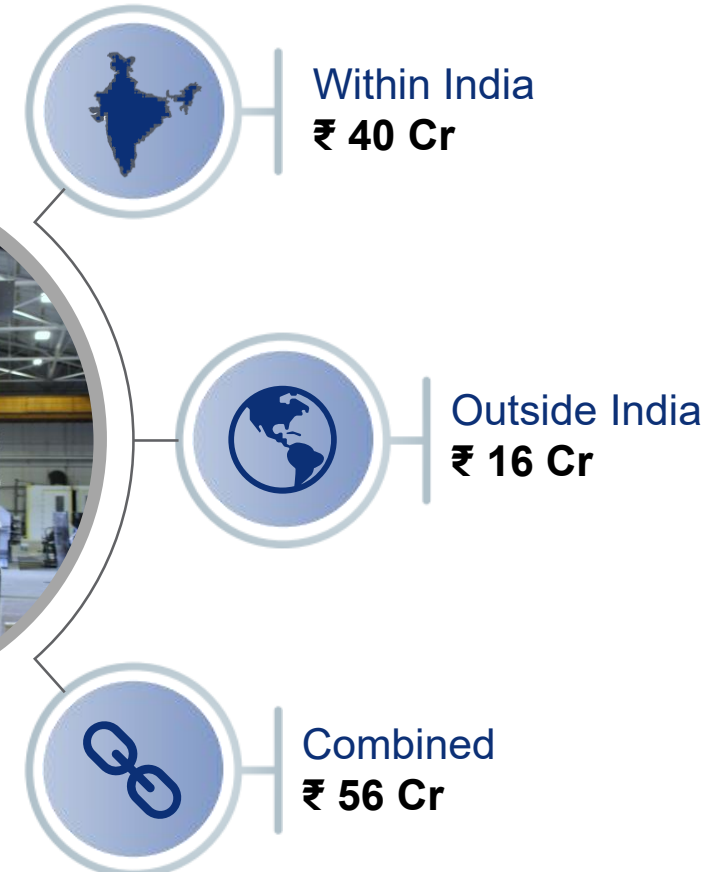 Within India
₹ 40 Cr
Outside India
₹ 16 Cr
Combined
₹ 56 Cr